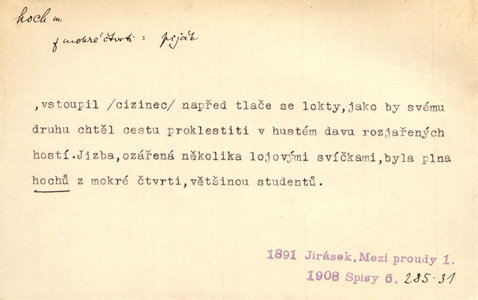 hoch m.
z mokré čtvrti: piják
,vstoupil /cizinec/ napřed tlače se lokty,jako by svému
druhu chtěl cestu proklestiti v hustém davu rozjařených
hostí.Jizba,ozářená několika lojovými svíčkami,byla plna
hochů z mokré čtvrti,většinou studentů.
1891 Jirásek, Mezi proudy 1.
1908 Spisy 6. 285-31